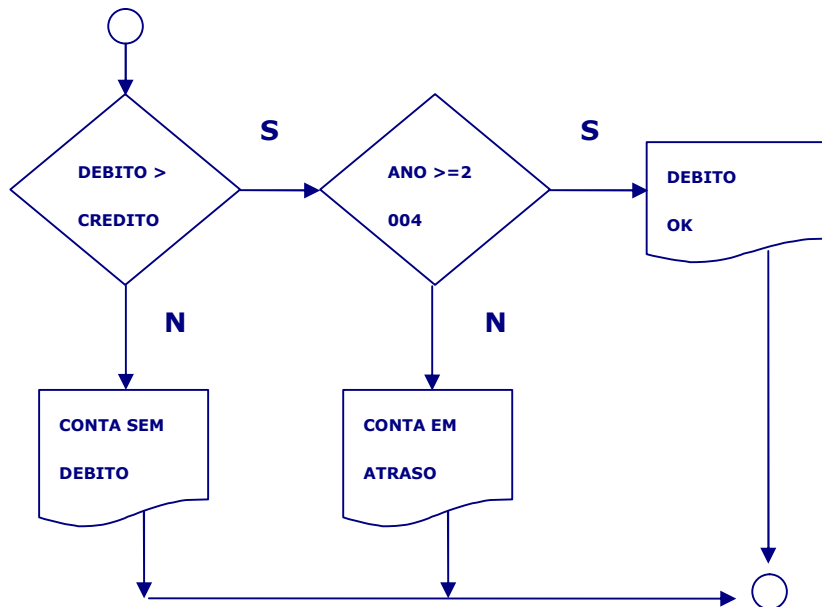 S
S
DEBITO >
CREDITO
ANO >=2
004
DEBITO
OK
N
N
CONTA SEM
DEBITO
CONTA EM
ATRASO